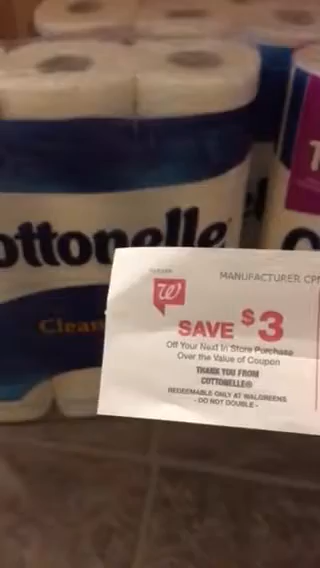 ottonelle
Clean
MANUFACTURER CPN
W
SAVE $3
Off Your Next In Store Purchase
Over the Value of Coupon
THANK YOU FROM
COTTONELLE®
REDEEMABLE ONLY AT WALGREENS
- DO NOT DOUBLE -